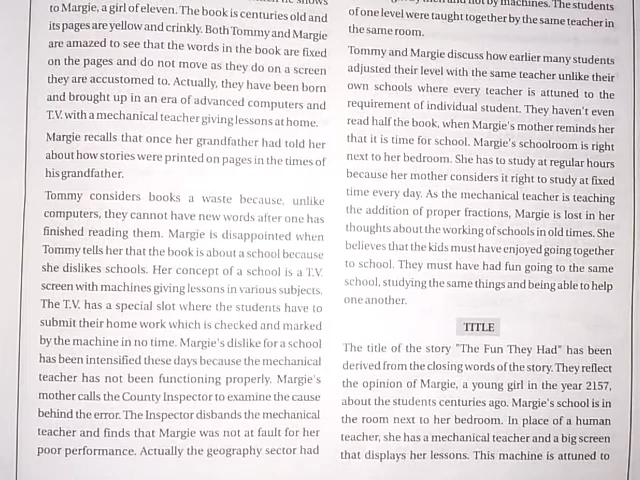 he shows
to Margie, a girl of eleven. The book is centuries old and
its pages are yellow and crinkly. Both Tommy and Margie
are amazed to see that the words in the book are fixed
on the pages and do not move as they do on a screen
they are accustomed to. Actually, they have been born
and brought up in an era of advanced computers and
T.V. with a mechanical teacher giving lessons at home.
Margie recalls that once her grandfather had told her
about how stories were printed on pages in the times of
his grandfather.
Tommy considers books a waste because, unlike
computers, they cannot have new words after one has
finished reading them. Margie is disappointed when
Tommy tells her that the book is about a school because
she dislikes schools. Her concept of a school is a T.V.
screen with machines giving lessons in various subjects.
The T.V. has a special slot where the students have to
submit their home work which is checked and marked
by the machine in no time. Margie's dislike for a school
has been intensified these days because the mechanical
teacher has not been functioning properly. Margie's
mother calls the County Inspector to examine the cause
behind the error. The Inspector disbands the mechanical
teacher and finds that Margie was not at fault for her
poor performance. Actually the geography sector had
by men and not by machines. The students
of one level were taught together by the same teacher in
the same room.
Tommy and Margie discuss how earlier many students
adjusted their level with the same teacher unlike their
own schools where every teacher is attuned to the
requirement of individual student. They haven't even
read half the book, when Margie's mother reminds her
that it is time for school. Margie's schoolroom is right
next to her bedroom. She has to study at regular hours
because her mother considers it right to study at fixed
time every day. As the mechanical teacher is teaching
the addition of proper fractions, Margie is lost in her
thoughts about the working of schools in old times. She
believes that the kids must have enjoyed going together
to school. They must have had fun going to the same
school, studying the same things and being able to help
one another.
TITLE
The title of the story "The Fun They Had" has been
derived from the closing words of the story. They reflect
the opinion of Margie, a young girl in the year 2157,
about the students centuries ago. Margie's school is in
the room next to her bedroom. In place of a human
teacher, she has a mechanical teacher and a big screen
that displays her lessons. This machine is attuned to